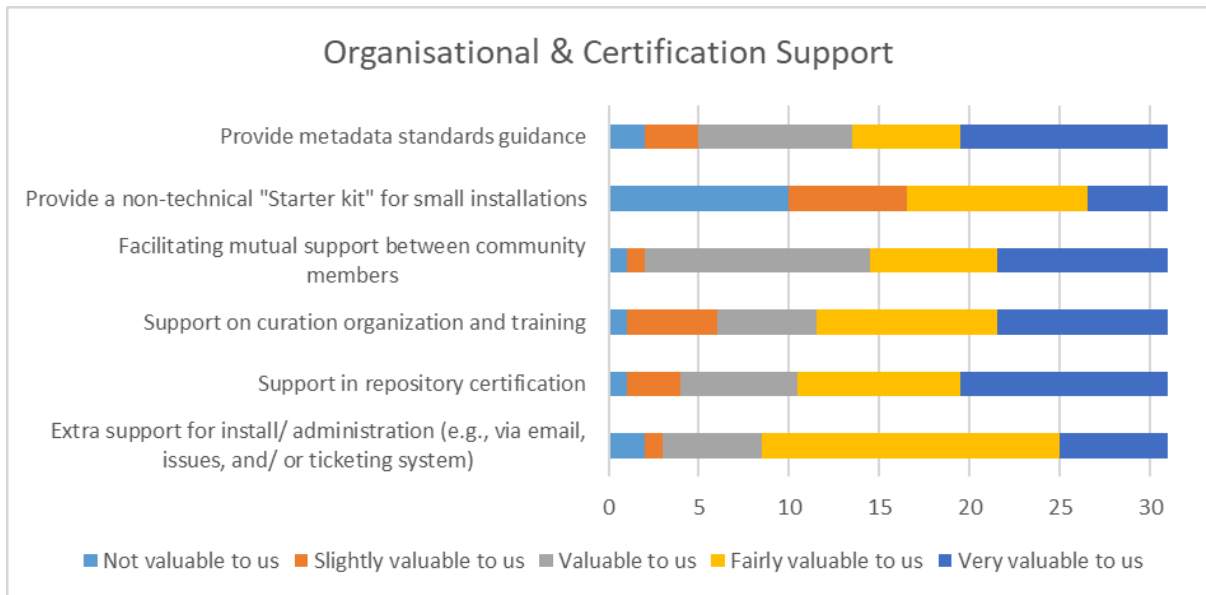 Organisational & Certification Support
Provide metadata standards guidance
Provide a non-technical "Starter kit" for small installations
Facilitating mutual support between community
members
Support on curation organization and training
Support in repository certification
Extra support for install/ administration (e.g., via email,
issues, and/ or ticketing system)
0 5 10 15 20 25 30
Not valuable to us Slightly valuable to us Valuable to us Fairly valuable to us Very valuable to us